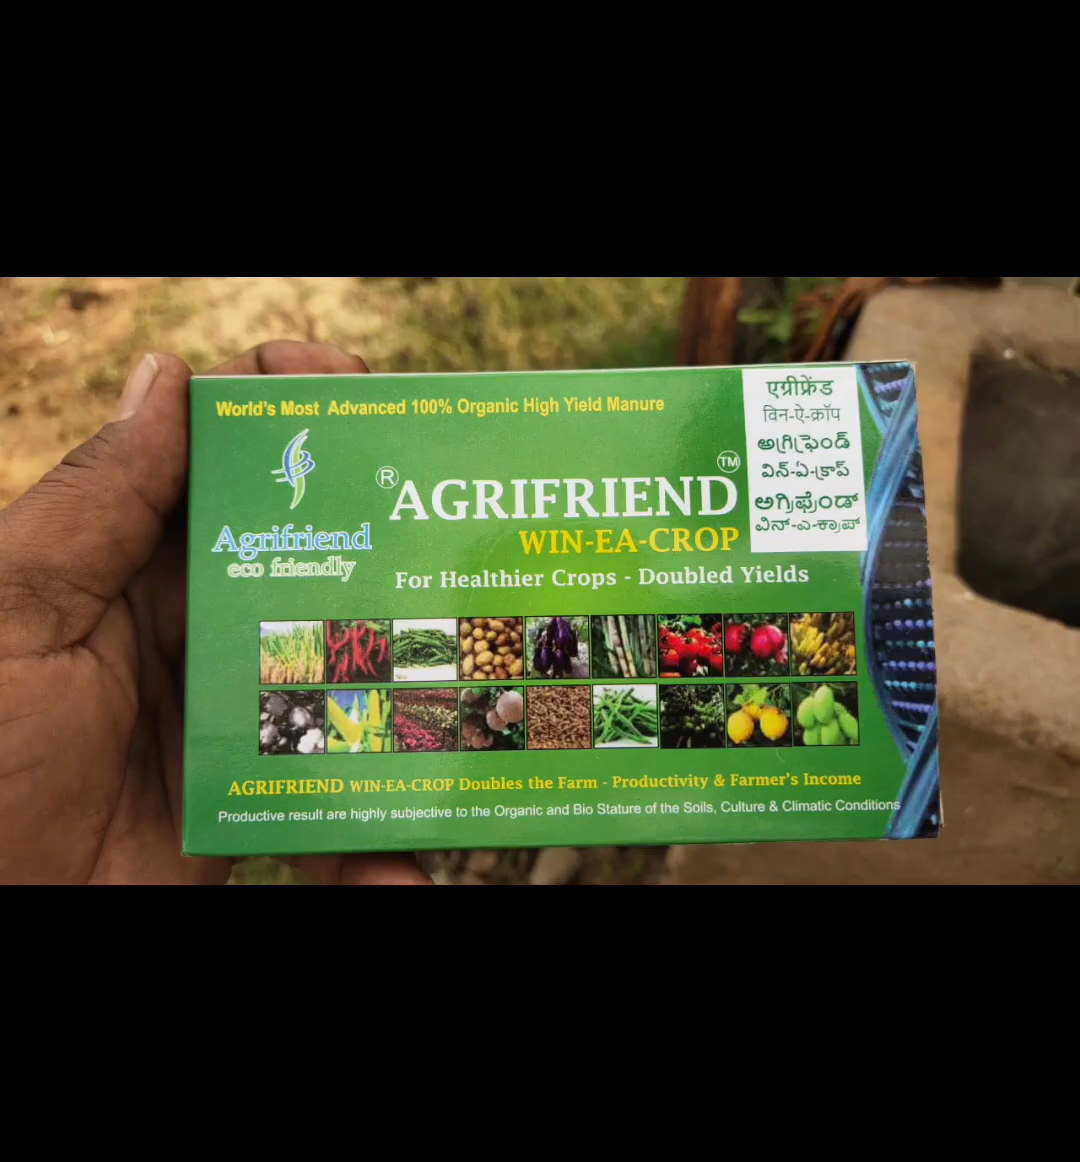 World's Most Advanced 100% Organic High Yield Manure
Agrifriend
eco friendly
® AGRIFRIEND ™
WIN-EA-CROP
For Healthier Crops - Doubled Yields
एग्रीफ्रेंड
विन-ऐ-क्रॉप
అగ్రిఫ్రెండ్
విన్-ఏ-క్రాప్
ಅಗ್ರಿಫ್ರೆಂಡ್
ವಿನ್-ಎ-ಕ್ರಾಪ್
AGRIFRIEND WIN-EA-CROP Doubles the Farm - Productivity & Farmer's Income
Productive result are highly subjective to the Organic and Bio Stature of the Soils, Culture & Climatic Conditions